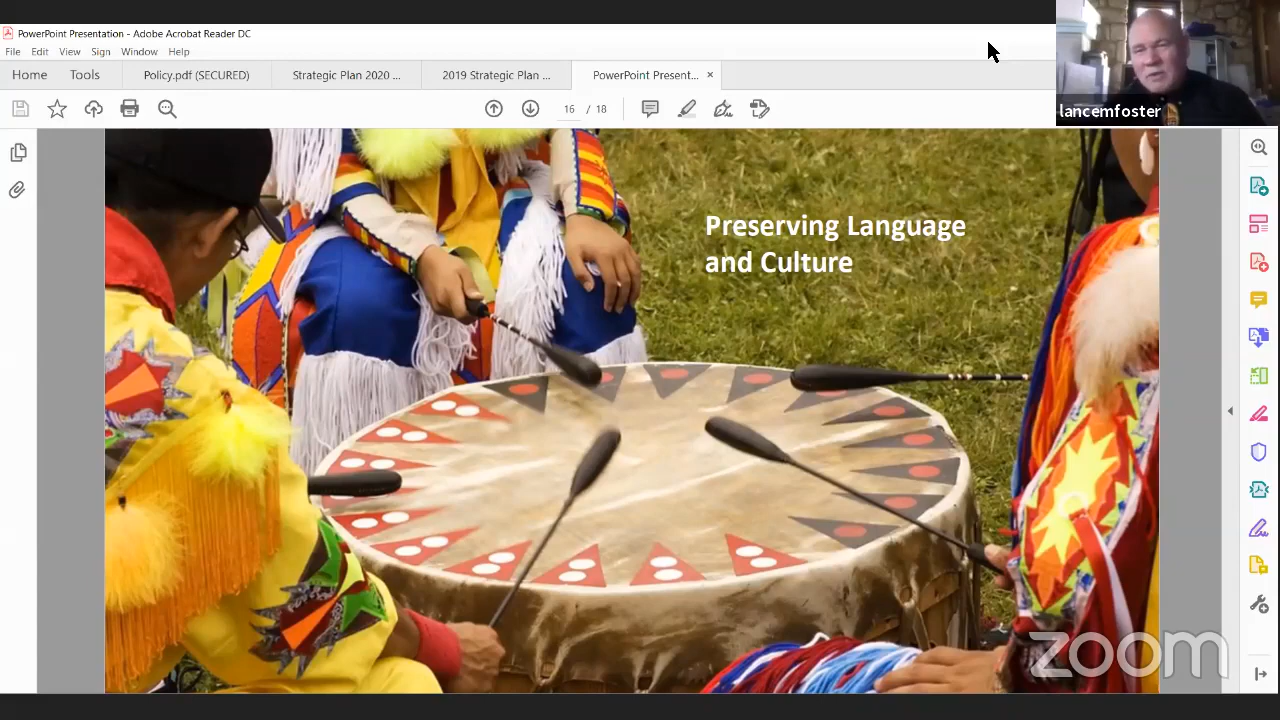 PowerPoint Presentation - Adobe Acrobat Reader DC
File Edit View Sign Window Help
Home Tools Policy.pdf (SECURED) Strategic Plan 2020 ... 2019 Strategic Plan ... PowerPoint Present... ×
16 / 18
lancemfoster
Preserving Language
and Culture
zoom